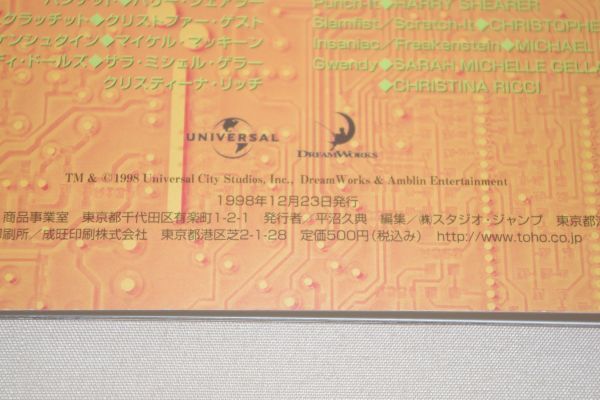 パンチット◆ハリー・シェアラー Punch-It◆HARRY SHEARER
クラッチット◆クリストファー・ゲスト Slamfist/Scratch-It◆CHRISTOPHE
ケンシュタイン◆マイケル・マッキーン Insaniac/Freakenstein◆MICHAEL
ディ・ドールズ◆サラ・ミシェル・ゲラー Gwendy◆SARAH MICHELLE GELLA
クリスティーナ・リッチ ◆CHRISTINA RICCI
UNIVERSAL DREAMWORKS
TM & ©1998 Universal City Studios, Inc., DreamWorks & Amblin Entertainment
1998年12月23日発行
商品事業室 東京都千代田区有楽町1-2-1 発行者／平沼久典 編集／㈱スタジオ・ジャンプ 東京都
印刷所／成旺印刷株式会社 東京都港区芝2-1-28 定価500円（税込み） http://www.toho.co.jp